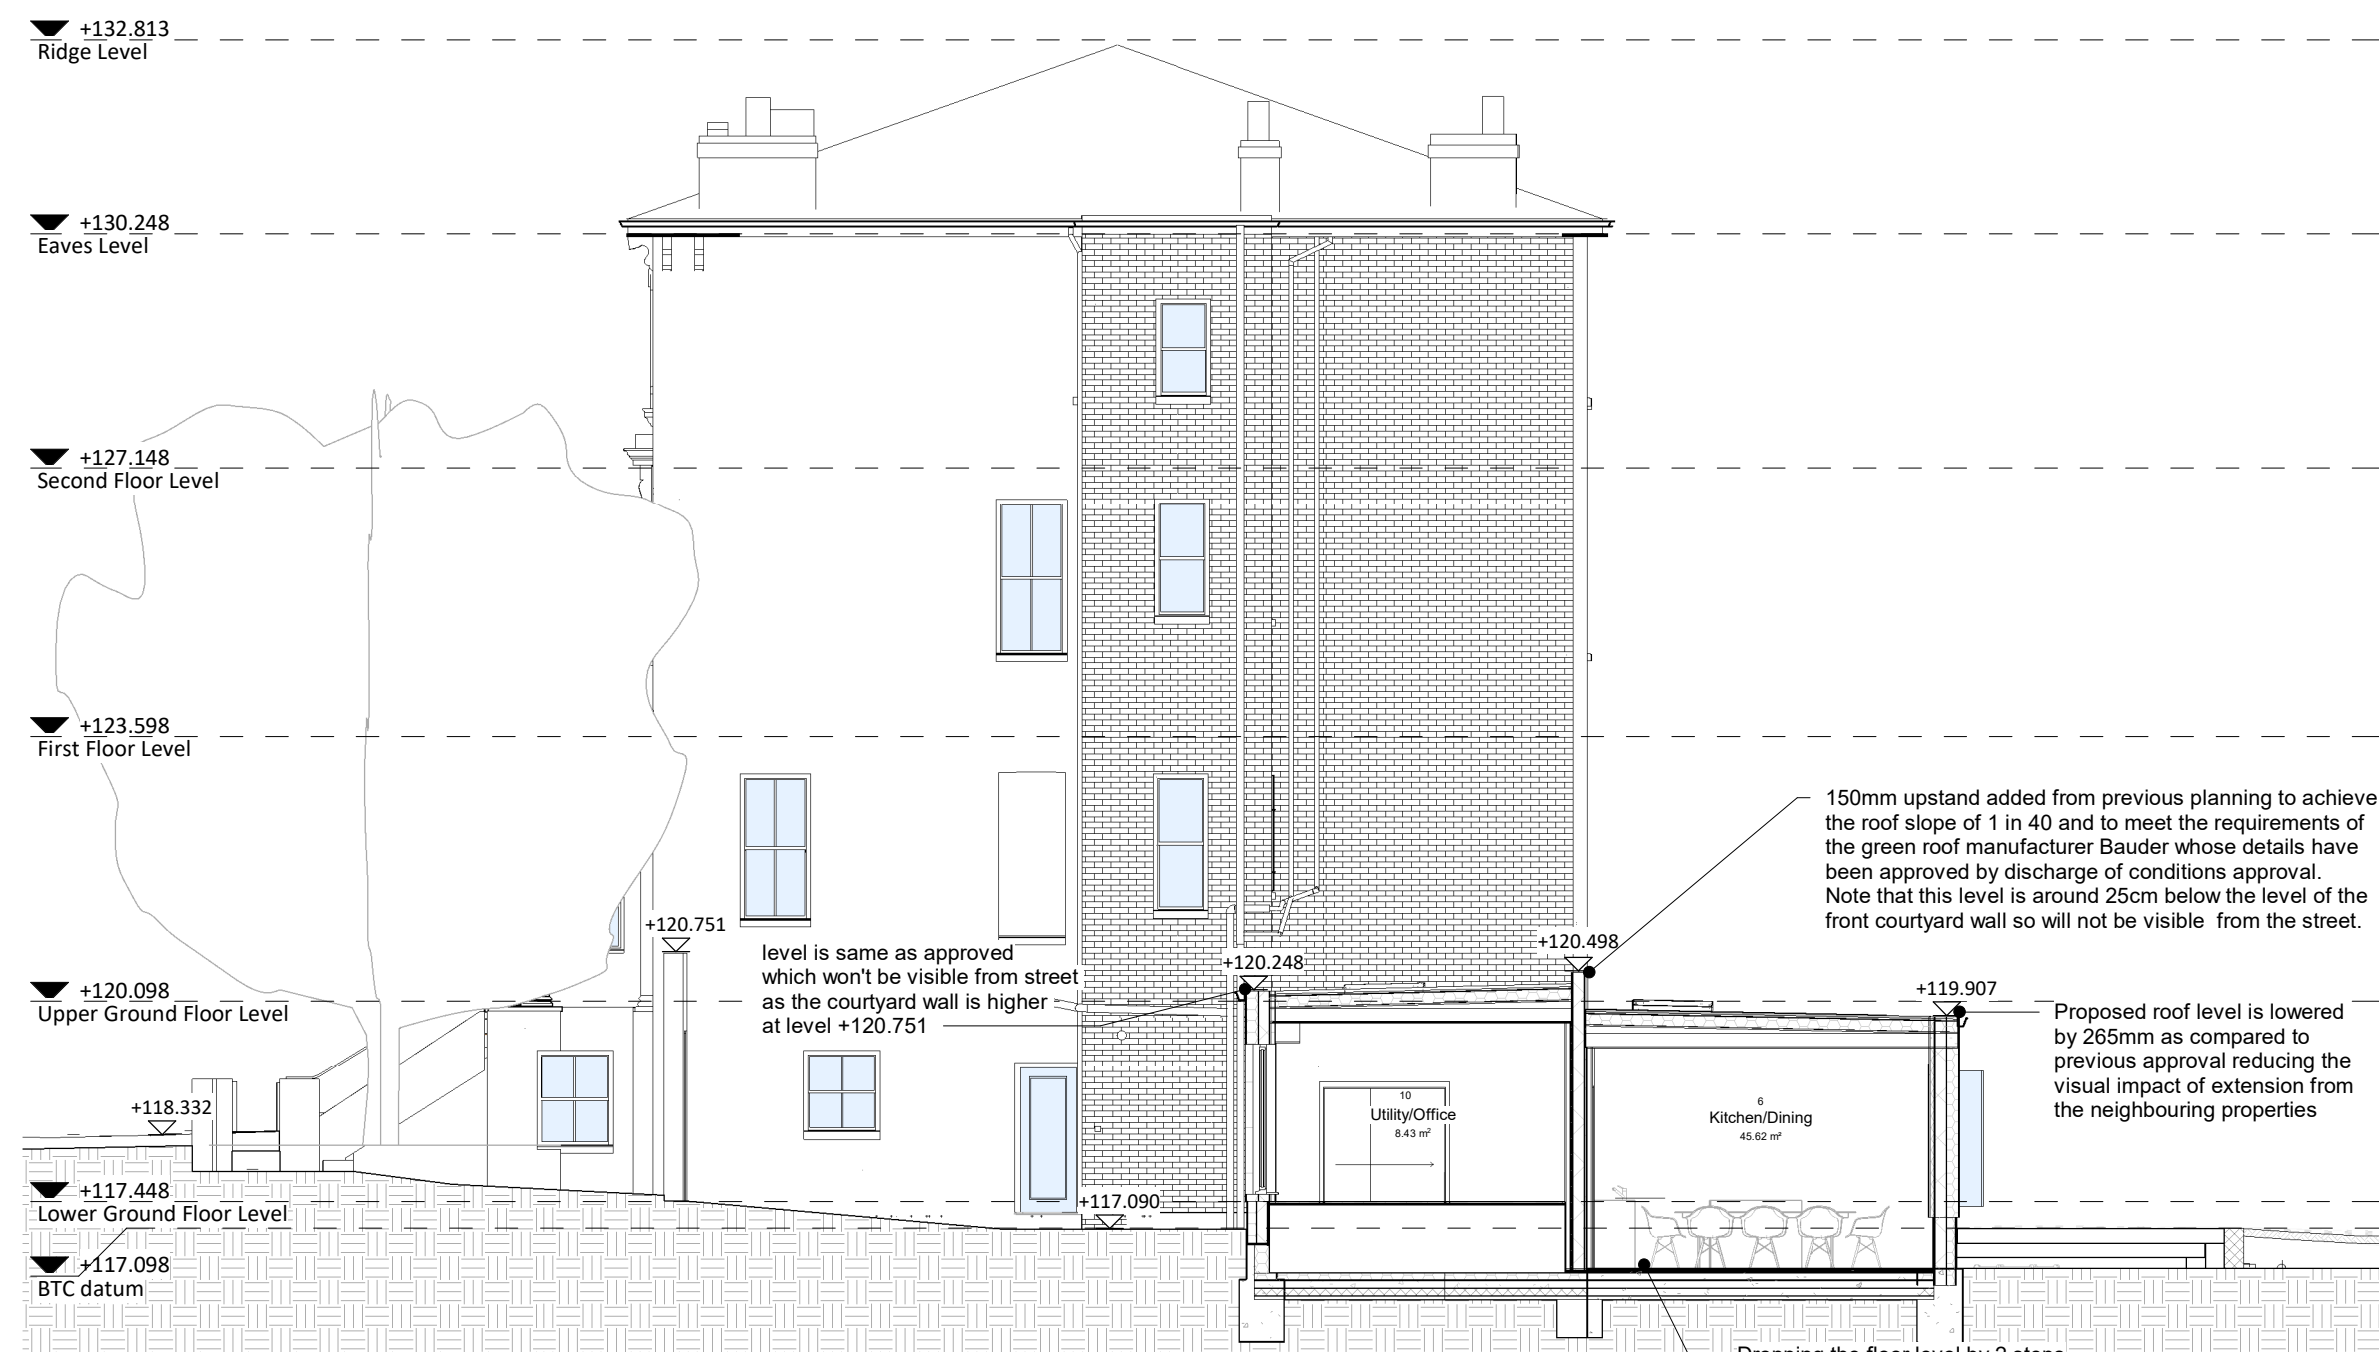 +132.813
Ridge Level
+130.248
Eaves Level
+127.148
Second Floor Level
+123.598
First Floor Level
150mm upstand added from previous planning to achieve
the roof slope of 1 in 40 and to meet the requirements of
the green roof manufacturer Bauder whose details have
been approved by discharge of conditions approval.
Note that this level is around 25cm below the level of the
front courtyard wall so will not be visible from the street.
+120.751
level is same as approved
which won't be visible from street
as the courtyard wall is higher
at level +120.751
+120.248
+120.498
+119.907
Proposed roof level is lowered
by 265mm as compared to
previous approval reducing the
visual impact of extension from
the neighbouring properties
+120.098
Upper Ground Floor Level
+118.332
10
Utility/Office
8.43 m²
6
Kitchen/Dining
45.62 m²
+117.448
Lower Ground Floor Level
+117.090
+117.098
BTC datum
Dropping the floor level by 2 steps